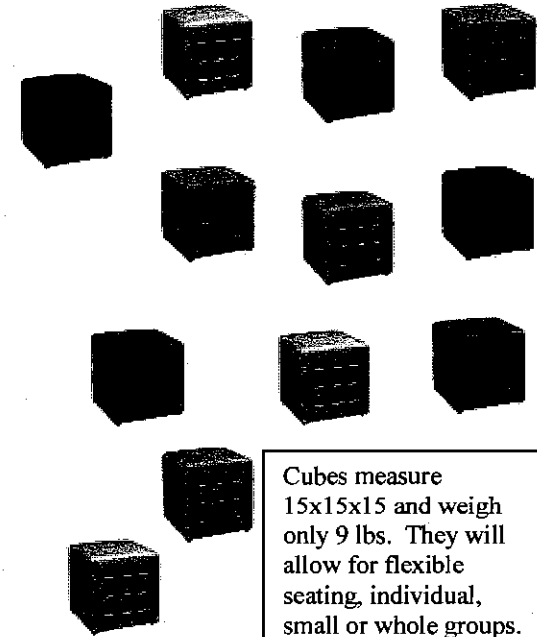 Cubes measure
15x15x15 and weigh
only 9 lbs. They will
allow for flexible
seating, individual,
small or whole groups.